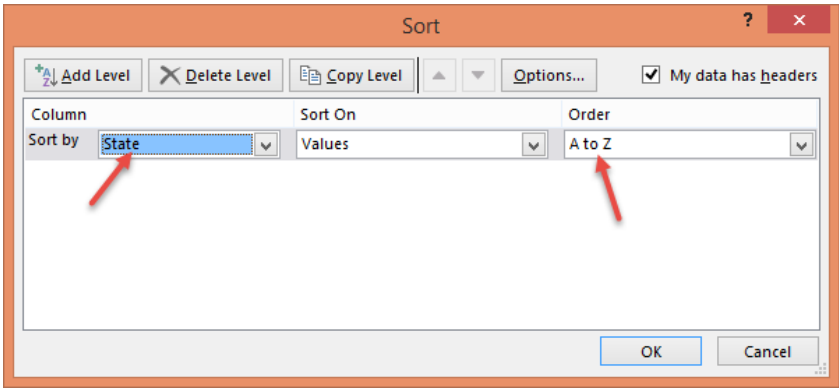 Sort ?
Add Level Delete Level Copy Level Options... My data has headers
Column Sort On Order
Sort by State Values A to Z
OK Cancel